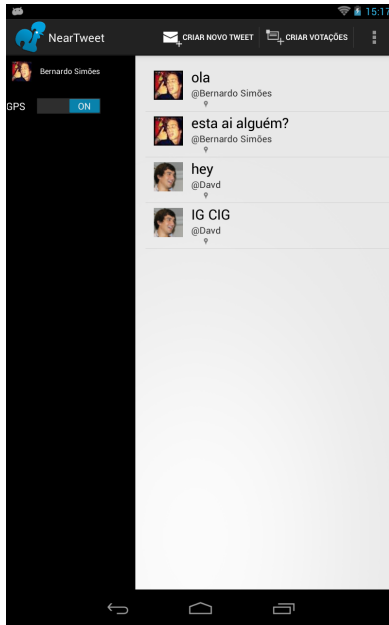 15:17
NearTweet
CRIAR NOVO TWEET
CRIAR VOTAÇÕES
Bernardo Simões
GPS ON
ola
@Bernardo Simões
esta ai alguém?
@Bernardo Simões
hey
@Davd
IG CIG
@Davd